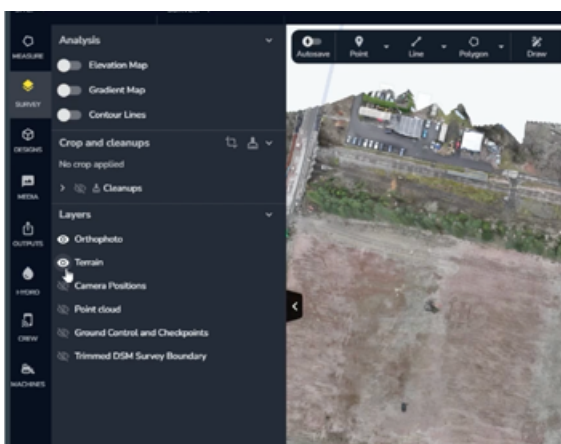 MEASURE
SURVEY
DESIGNS
MEDIA
OUTPUTS
HYDRO
CREW
MACHINES
Analysis
Elevation Map
Gradient Map
Contour Lines
Crop and cleanups
No crop applied
Cleanups
Layers
Orthophoto
Terrain
Camera Positions
Point cloud
Ground Control and Checkpoints
Trimmed DSM Survey Boundary
Autosave
Point
Line
Polygon
Draw